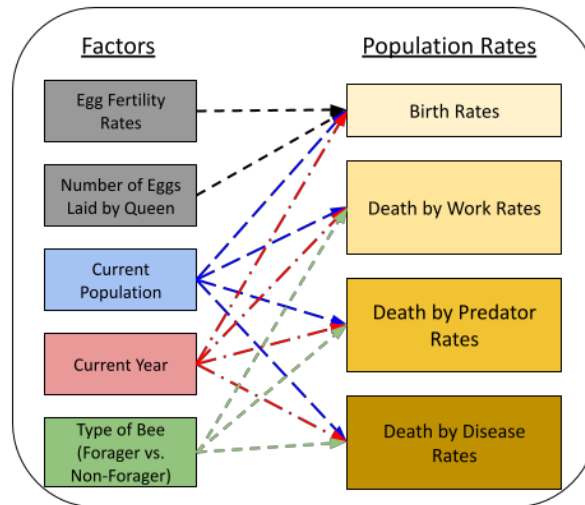 Factors
Egg Fertility
Rates
Number of Eggs
Laid by Queen
Current
Population
Current Year
Type of Bee
(Forager vs.
Non-Forager)
Population Rates
Birth Rates
Death by Work Rates
Death by Predator
Rates
Death by Disease
Rates